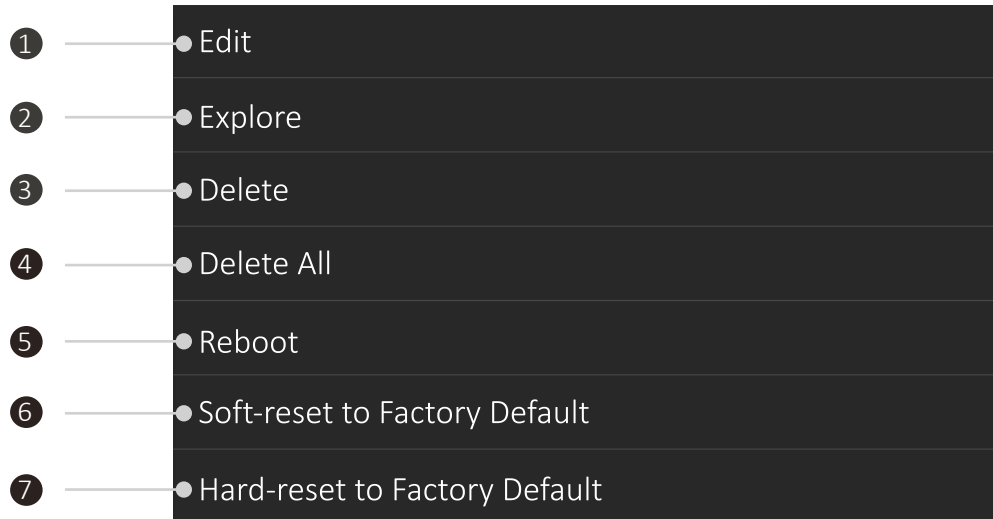 1 Edit
2 Explore
3 Delete
4 Delete All
5 Reboot
6 Soft-reset to Factory Default
7 Hard-reset to Factory Default